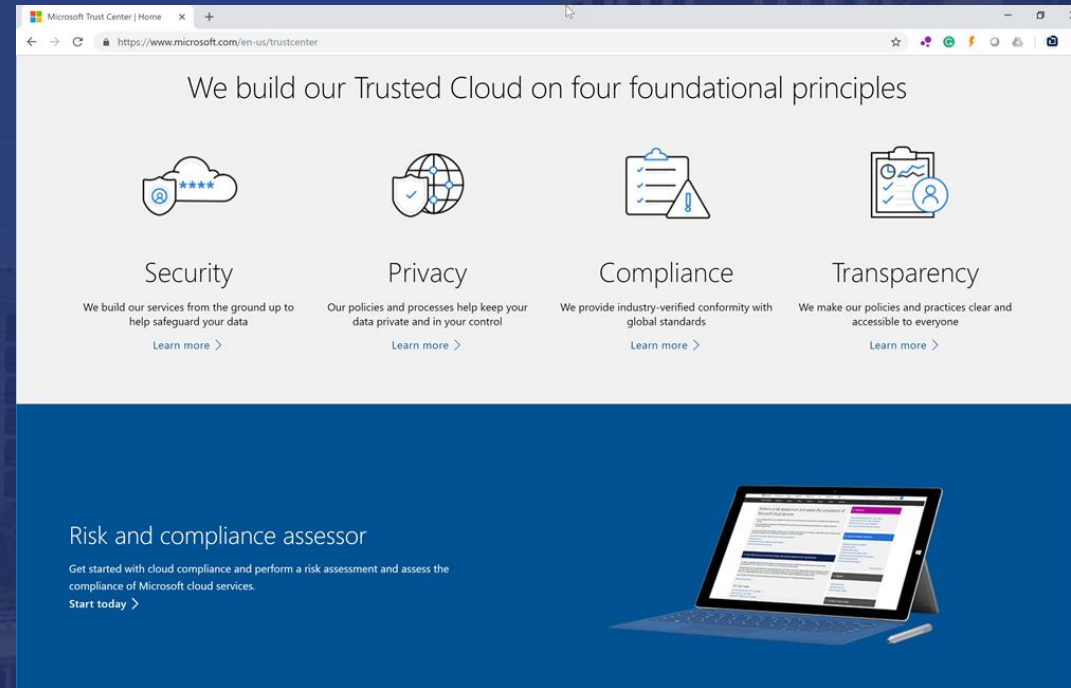 Microsoft Trust Center | Home
https://www.microsoft.com/en-us/trustcenter
We build our Trusted Cloud on four foundational principles
****
Security
Privacy
Compliance
Transparency
We build our services from the ground up to
help safeguard your data
Our policies and processes help keep your
data private and in your control
We provide industry-verified conformity with
global standards
We make our policies and practices clear and
accessible to everyone
Learn more >
Learn more >
Learn more >
Learn more >
Risk and compliance assessor
Get started with cloud compliance and perform a risk assessment and assess the
compliance of Microsoft cloud services.
Start today >